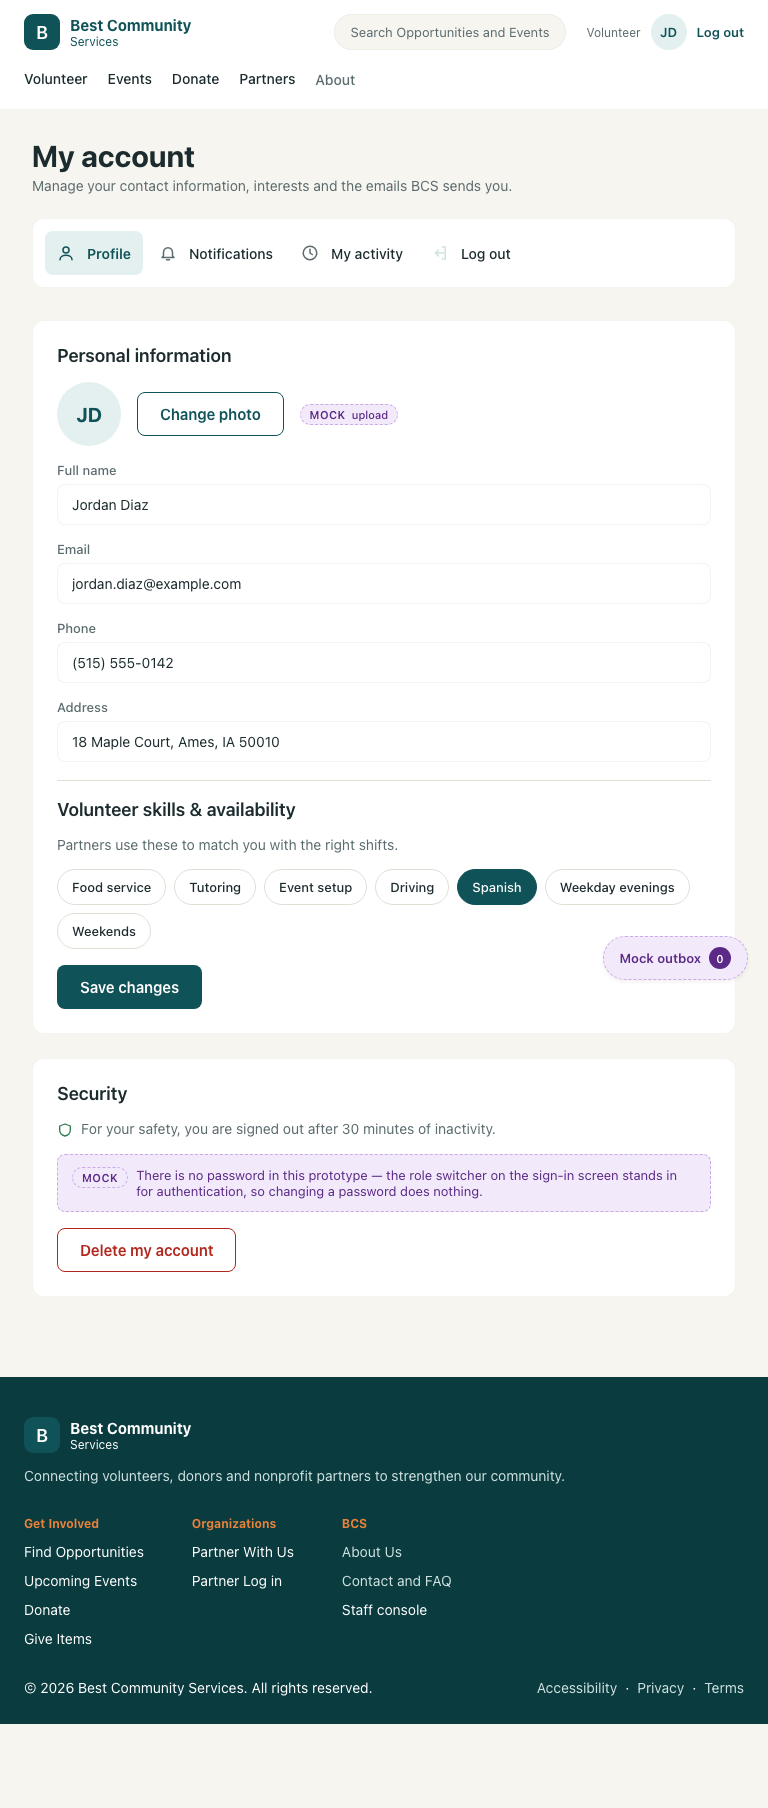 B
Best Community
Services
Search Opportunities and Events
Volunteer
JD
Log out
Volunteer
Events
Donate
Partners
About
My account
Manage your contact information, interests and the emails BCS sends you.
Profile
Notifications
My activity
Log out
Personal information
JD
Change photo
MOCK upload
Full name
Jordan Diaz
Email
jordan.diaz@example.com
Phone
(515) 555-0142
Address
18 Maple Court, Ames, IA 50010
Volunteer skills & availability
Partners use these to match you with the right shifts.
Food service
Tutoring
Event setup
Driving
Spanish
Weekday evenings
Weekends
Mock outbox 0
Save changes
Security
For your safety, you are signed out after 30 minutes of inactivity.
MOCK
There is no password in this prototype — the role switcher on the sign-in screen stands in
for authentication, so changing a password does nothing.
Delete my account
B
Best Community
Services
Connecting volunteers, donors and nonprofit partners to strengthen our community.
Get Involved
Find Opportunities
Upcoming Events
Donate
Give Items
Organizations
Partner With Us
Partner Log in
BCS
About Us
Contact and FAQ
Staff console
© 2026 Best Community Services. All rights reserved.
Accessibility · Privacy · Terms